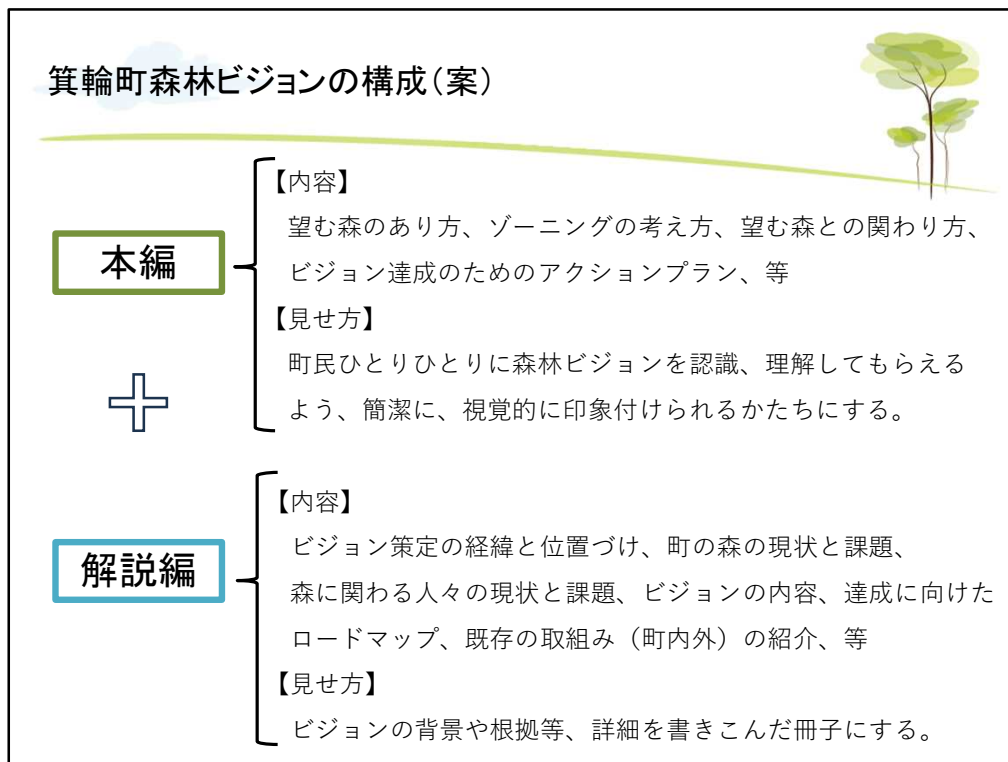 箕輪町森林ビジョンの構成(案)
本編
【内容】
望む森のあり方、ゾーニングの考え方、望む森との関わり方、
ビジョン達成のためのアクションプラン、等
【見せ方】
町民ひとりひとりに森林ビジョンを認識、理解してもらえる
よう、簡潔に、視覚的に印象付けられるかたちにする。
解説編
【内容】
ビジョン策定の経緯と位置づけ、町の森の現状と課題、
森に関わる人々の現状と課題、ビジョンの内容、達成に向けた
ロードマップ、既存の取組み(町内外)の紹介、等
【見せ方】
ビジョンの背景や根拠等、詳細を書きこんだ冊子にする。